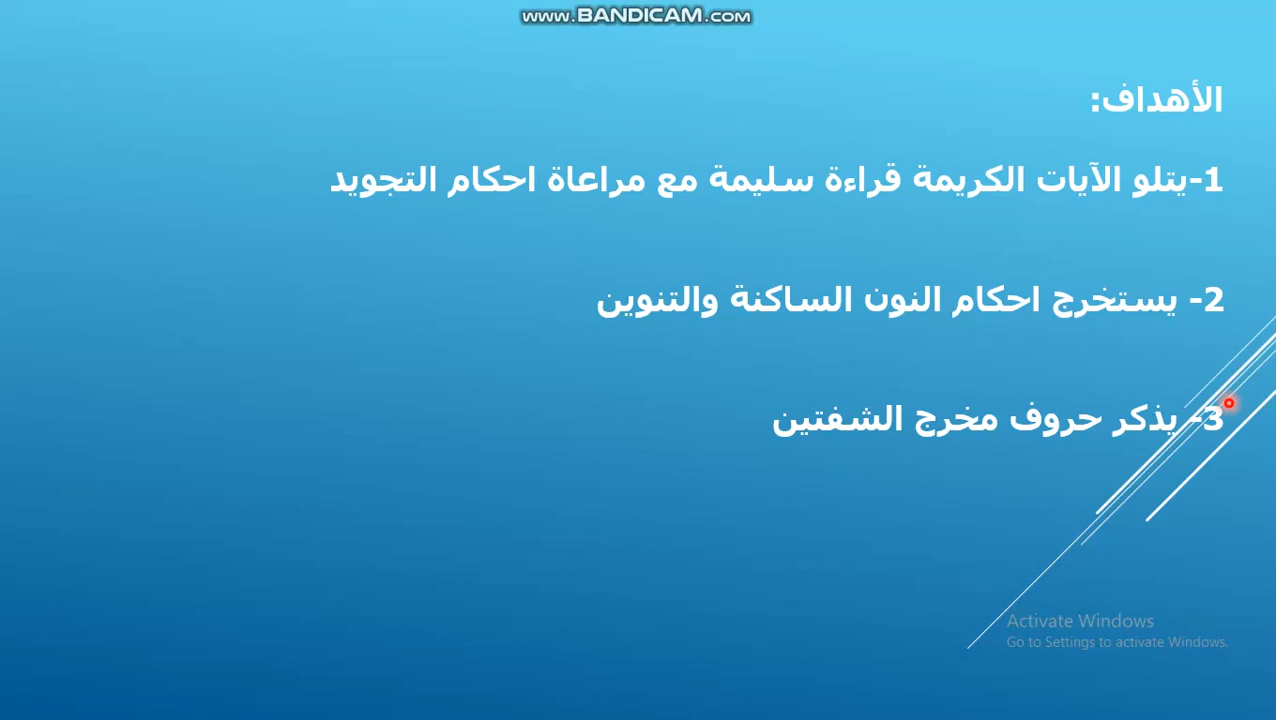 WWW.BANDICAM.COM
الأهداف:
1-يتلو الآيات الكريمة قراءة سليمة مع مراعاة احكام التجويد
2- يستخرج احكام النون الساكنة والتنوين
3- يذكر حروف مخرج الشفتين
Activate Windows
Go to Settings to activate Windows.